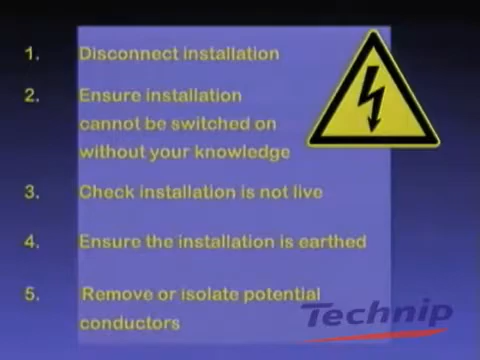 1. Disconnect installation
2. Ensure installation
cannot be switched on
without your knowledge
3. Check installation is not live
4. Ensure the installation is earthed
5. Remove or isolate potential
conductors
Technip